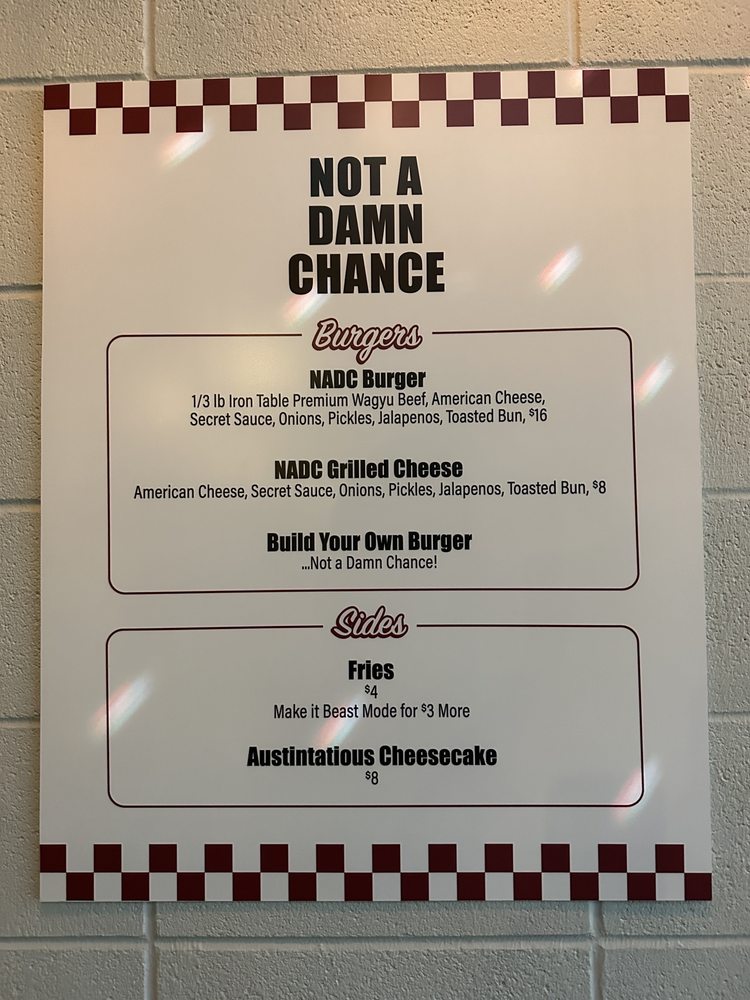 NOT A
DAMN
CHANCE
Burgers
NADC Burger
1/3 lb Iron Table Premium Wagyu Beef, American Cheese,
Secret Sauce, Onions, Pickles, Jalapenos, Toasted Bun, $16
NADC Grilled Cheese
American Cheese, Secret Sauce, Onions, Pickles, Jalapenos, Toasted Bun, $8
Build Your Own Burger
...Not a Damn Chance!
Sides
Fries
$4
Make it Beast Mode for $3 More
Austintatious Cheesecake
$8